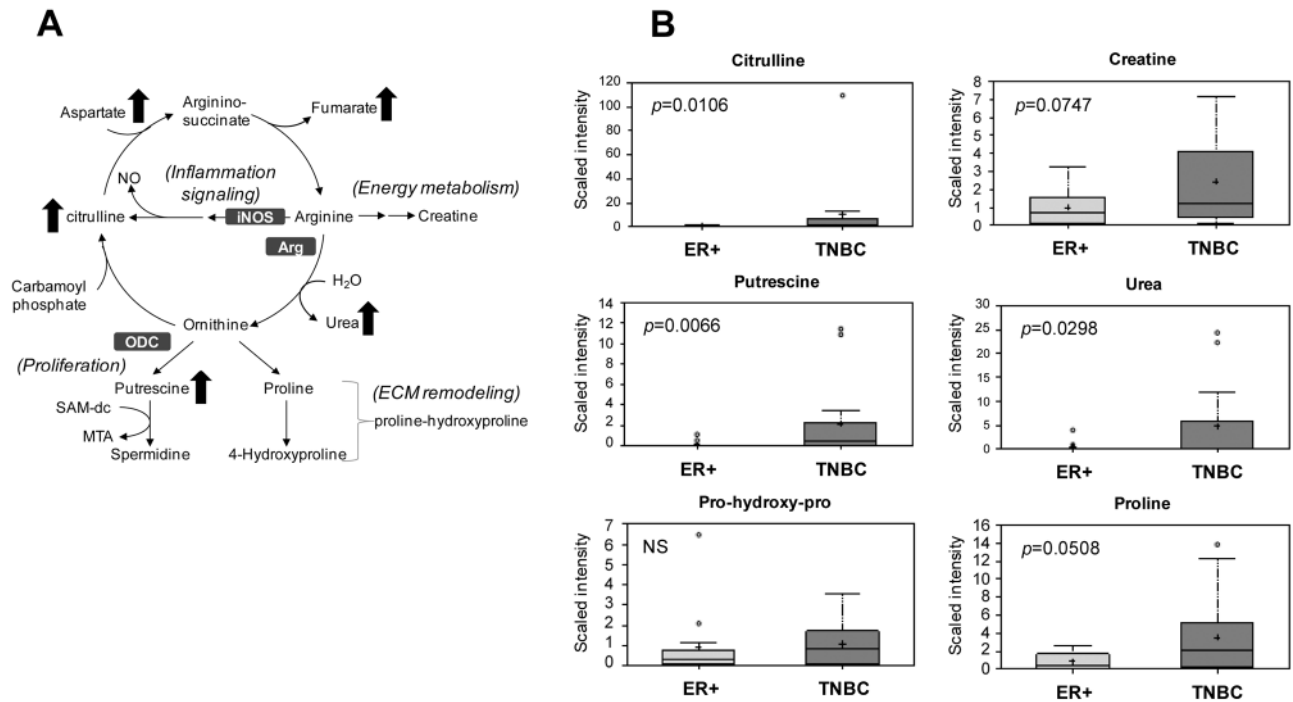 A
Aspartate
Arginino-
succinate
Fumarate
NO
(Inflammation
signaling)
(Energy metabolism)
citrulline
iNOS
Arginine
Creatine
Arg
Carbamoyl
phosphate
H₂O
Urea
Ornithine
ODC
(Proliferation)
Putrescine
Proline
(ECM remodeling)
SAM-dc
proline-hydroxyproline
MTA
Spermidine
4-Hydroxyproline
B
Citrulline
Scaled intensity
120
100
80
60
40
20
0
p=0.0106
ER+
TNBC
Creatine
Scaled intensity
8
7
6
5
4
3
2
1
0
p=0.0747
ER+
TNBC
Putrescine
Scaled intensity
14
12
10
8
6
4
2
0
p=0.0066
ER+
TNBC
Urea
Scaled intensity
30
25
20
15
10
5
0
p=0.0298
ER+
TNBC
Pro-hydroxy-pro
Scaled intensity
7
6
5
4
3
2
1
0
NS
ER+
TNBC
Proline
Scaled intensity
16
14
12
10
8
6
4
2
0
p=0.0508
ER+
TNBC